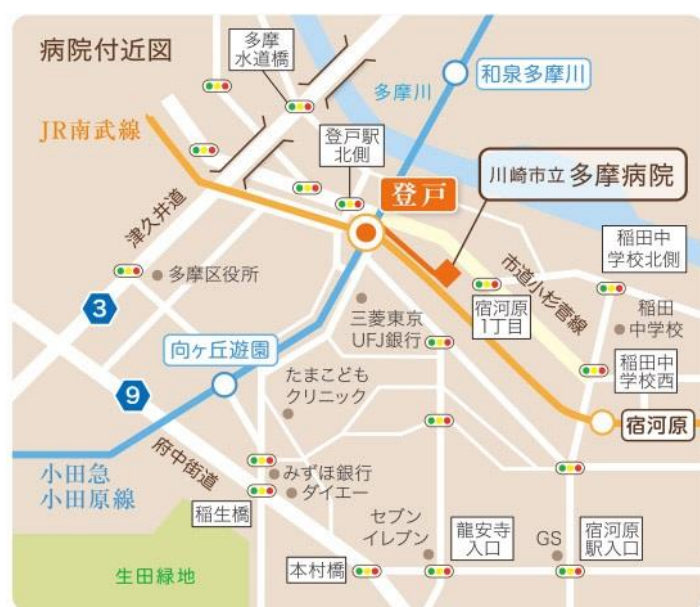 病院付近図
多摩
水道橋
和泉多摩川
多摩川
JR南武線
登戸駅
北側
登戸
川崎市立 多摩病院
津久井道
稲田中
学校北側
多摩区役所
市道小杉菅線
3
宿河原
1丁目
稲田
中学校
三菱東京
UFJ銀行
向ヶ丘遊園
稲田中
学校西
たまこども
クリニック
9
宿河原
府中街道
小田急
小田原線
みずほ銀行
ダイエー
稲生橋
セブン
イレブン
龍安寺
入口
GS
宿河原
駅入口
本村橋
生田緑地